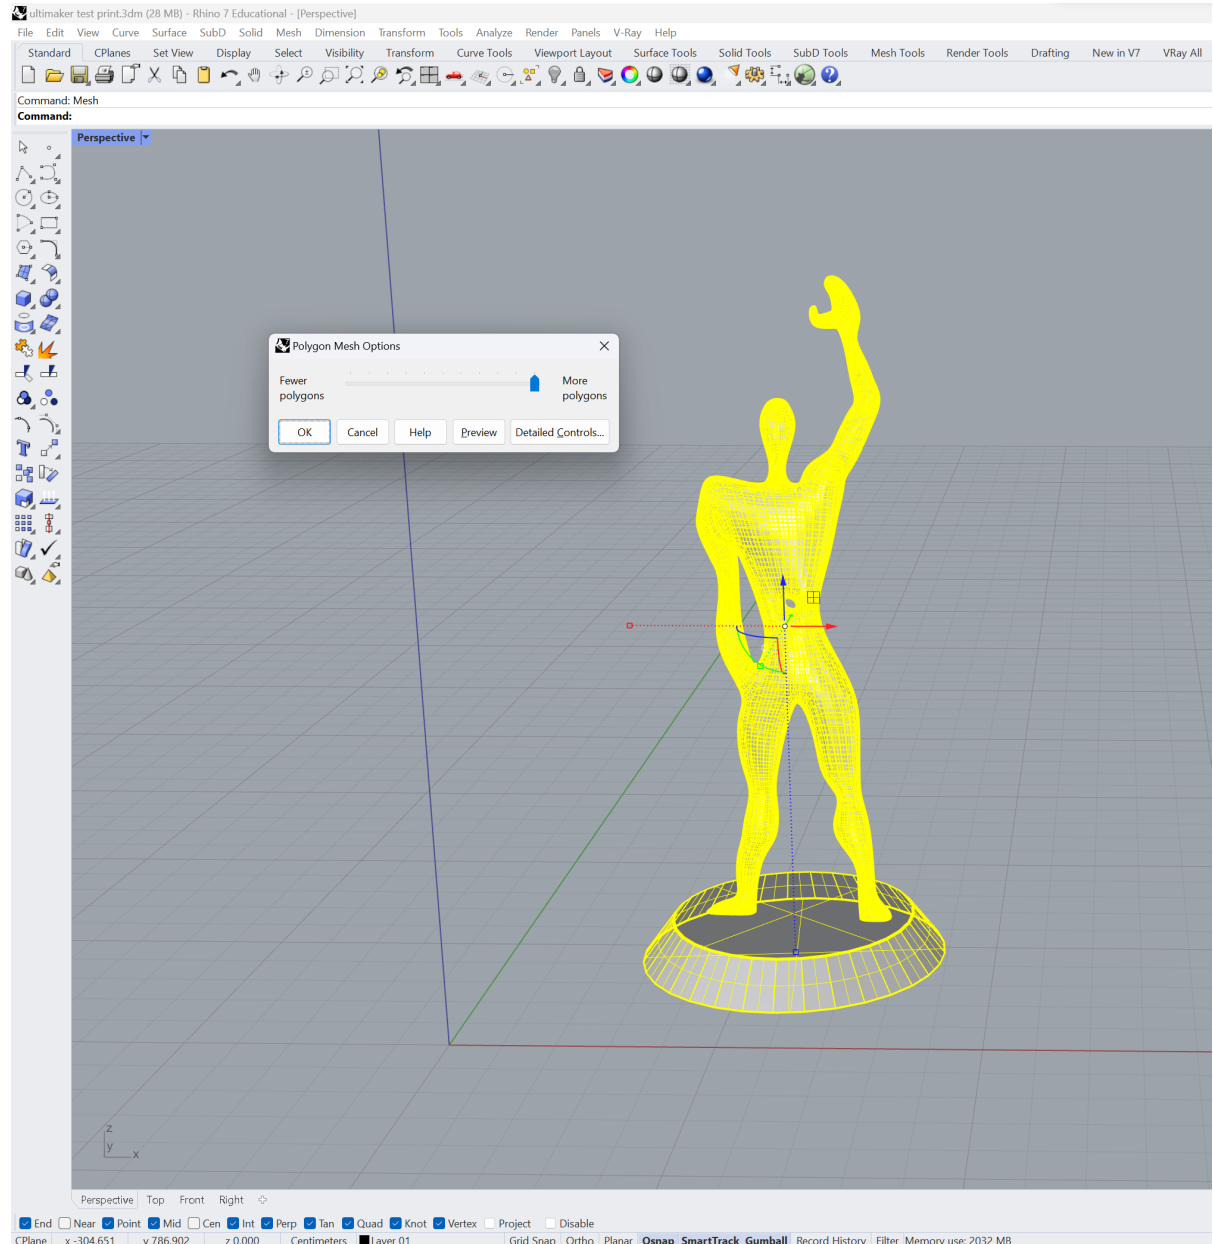 ultimaker test print.3dm (28 MB) - Rhino 7 Educational - [Perspective]
File Edit View Curve Surface SubD Solid Mesh Dimension Transform Tools Analyze Render Panels V-Ray Help
Standard CPlanes Set View Display Select Visibility Transform Curve Tools Viewport Layout Surface Tools Solid Tools SubD Tools Mesh Tools Render Tools Drafting New in V7 VRay All
Command: Mesh
Command:
Perspective
Polygon Mesh Options
Fewer polygons
More polygons
OK Cancel Help Preview Detailed Controls...
z
y
x
Perspective Top Front Right
End Near Point Mid Cen Int Perp Tan Quad Knot Vertex Project Disable
CPlane x -304.651 y 786.902 z 0.000 Centimeters Layer 01 Grid Snap Ortho Planar Osnap SmartTrack Gumball Record History Filter Memory use: 2032 MB